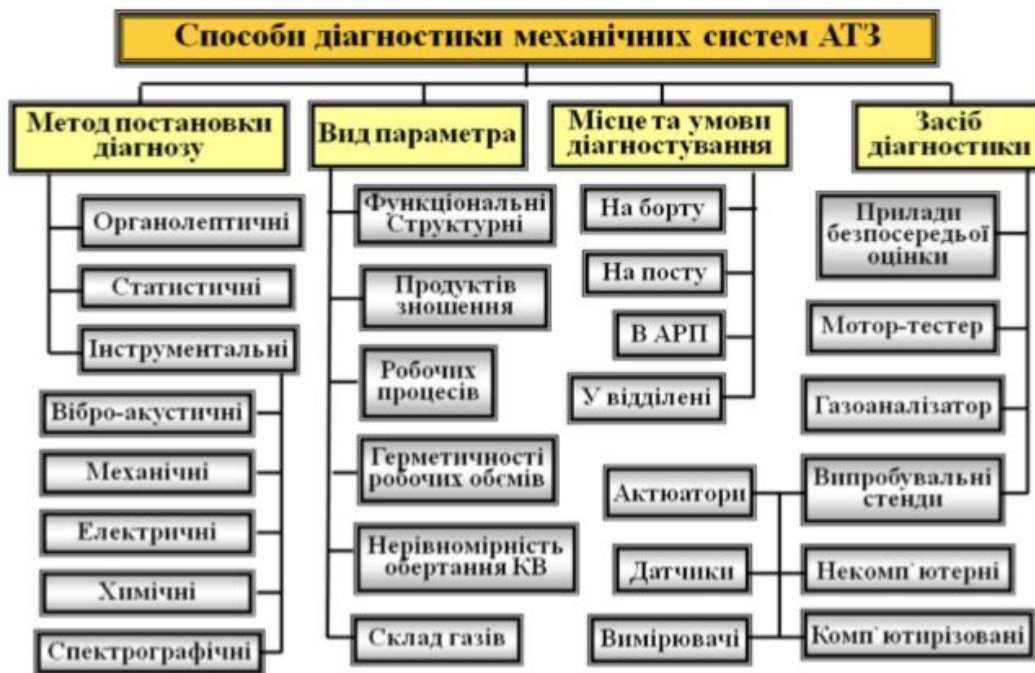 Способи діагностики механічних систем АТЗ
Метод постановки
діагнозу
Органолептичні
Статистичні
Інструментальні
Вібро-акустичні
Механічні
Електричні
Химічні
Спектрографічні
Вид параметра
Функціональні
Структурні
Продуктів
зношення
Робочих
процесів
Герметичності
робочих обємів
Нерівномірність
обертання КВ
Склад газів
Місце та умови
діагностування
На борту
На посту
В АРП
У відділені
Засіб
діагностики
Прилади
безпосередьої
оцінки
Мотор-тестер
Газоаналізатор
Випробувальні
стенди
Актюатори
Датчики
Вимірювачі
Некомп`ютерні
Комп`ютирізовані